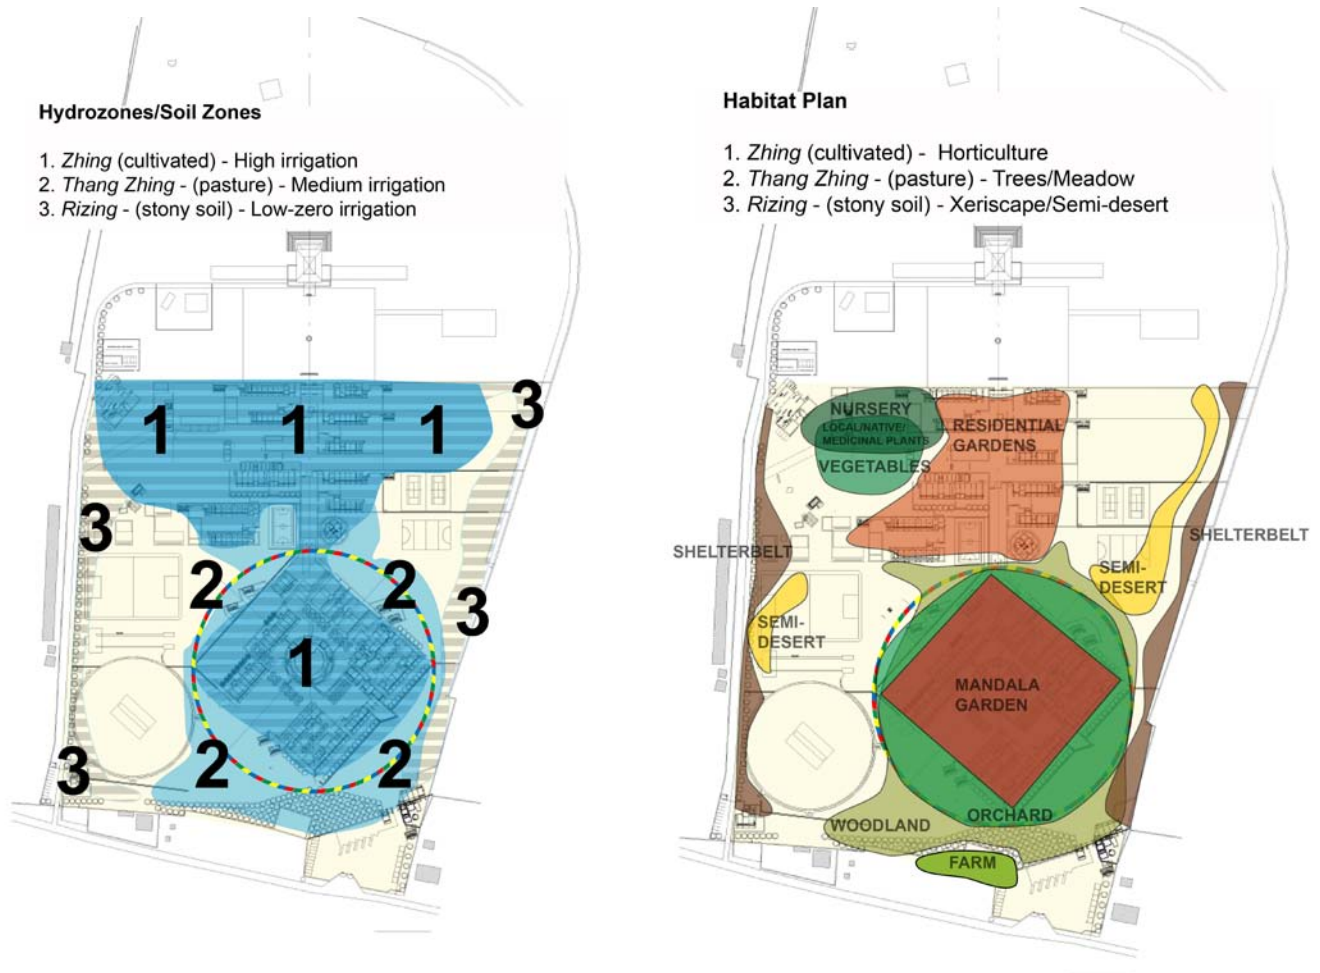 Hydrozones/Soil Zones
1. Zhing (cultivated) - High irrigation
2. Thang Zhing - (pasture) - Medium irrigation
3. Rizing - (stony soil) - Low-zero irrigation
1
1
1
3
3
2
2
3
1
2
2
3
Habitat Plan
1. Zhing (cultivated) - Horticulture
2. Thang Zhing - (pasture) - Trees/Meadow
3. Rizing - (stony soil) - Xeriscape/Semi-desert
NURSERY
LOCAL/NATIVE/
MEDICINAL PLANTS
VEGETABLES
RESIDENTIAL
GARDENS
SHELTERBELT
SHELTERBELT
SEMI-
DESERT
SEMI-
DESERT
MANDALA
GARDEN
ORCHARD
WOODLAND
FARM